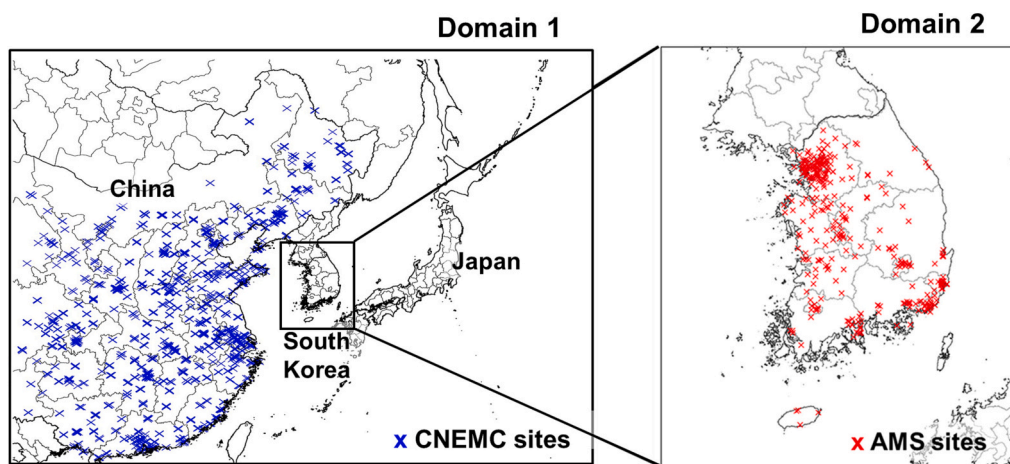 Domain 1
Domain 2
China
Japan
South
Korea
x CNEMC sites
x AMS sites